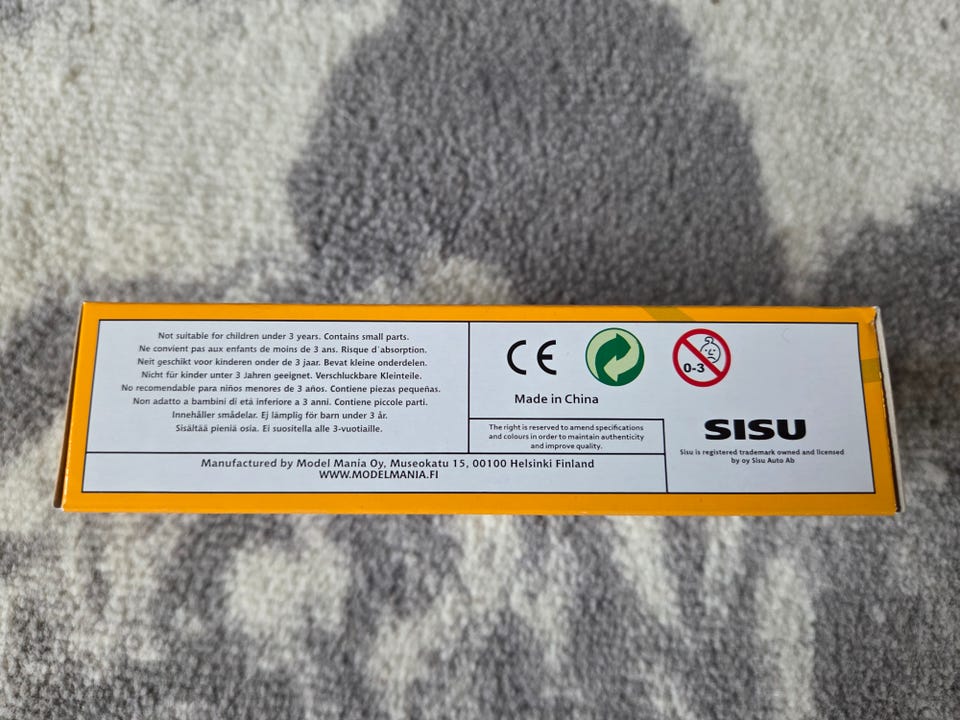 Not suitable for children under 3 years. Contains small parts.
Ne convient pas aux enfants de moins de 3 ans. Risque d'absorption.
Neit geschikt voor kinderen onder de 3 jaar. Bevat kleine onderdelen.
Nicht für kinder unter 3 Jahren geeignet. Verschluckbare Kleinteile.
No recomendable para niños menores de 3 años. Contiene piezas pequeñas.
Non adatto a bambini di età inferiore a 3 anni. Contiene piccole parti.
Innehåller smådelar. Ej lämplig för barn under 3 år.
Sisältää pieniä osia. Ei suositella alle 3-vuotiaille.
CE
0-3
Made in China
The right is reserved to amend specifications
and colours in order to maintain authenticity
and improve quality.
SISU
Sisu is registered trademark owned and licensed
by oy Sisu Auto Ab
Manufactured by Model Mania Oy, Museokatu 15, 00100 Helsinki Finland
WWW.MODELMANIA.FI